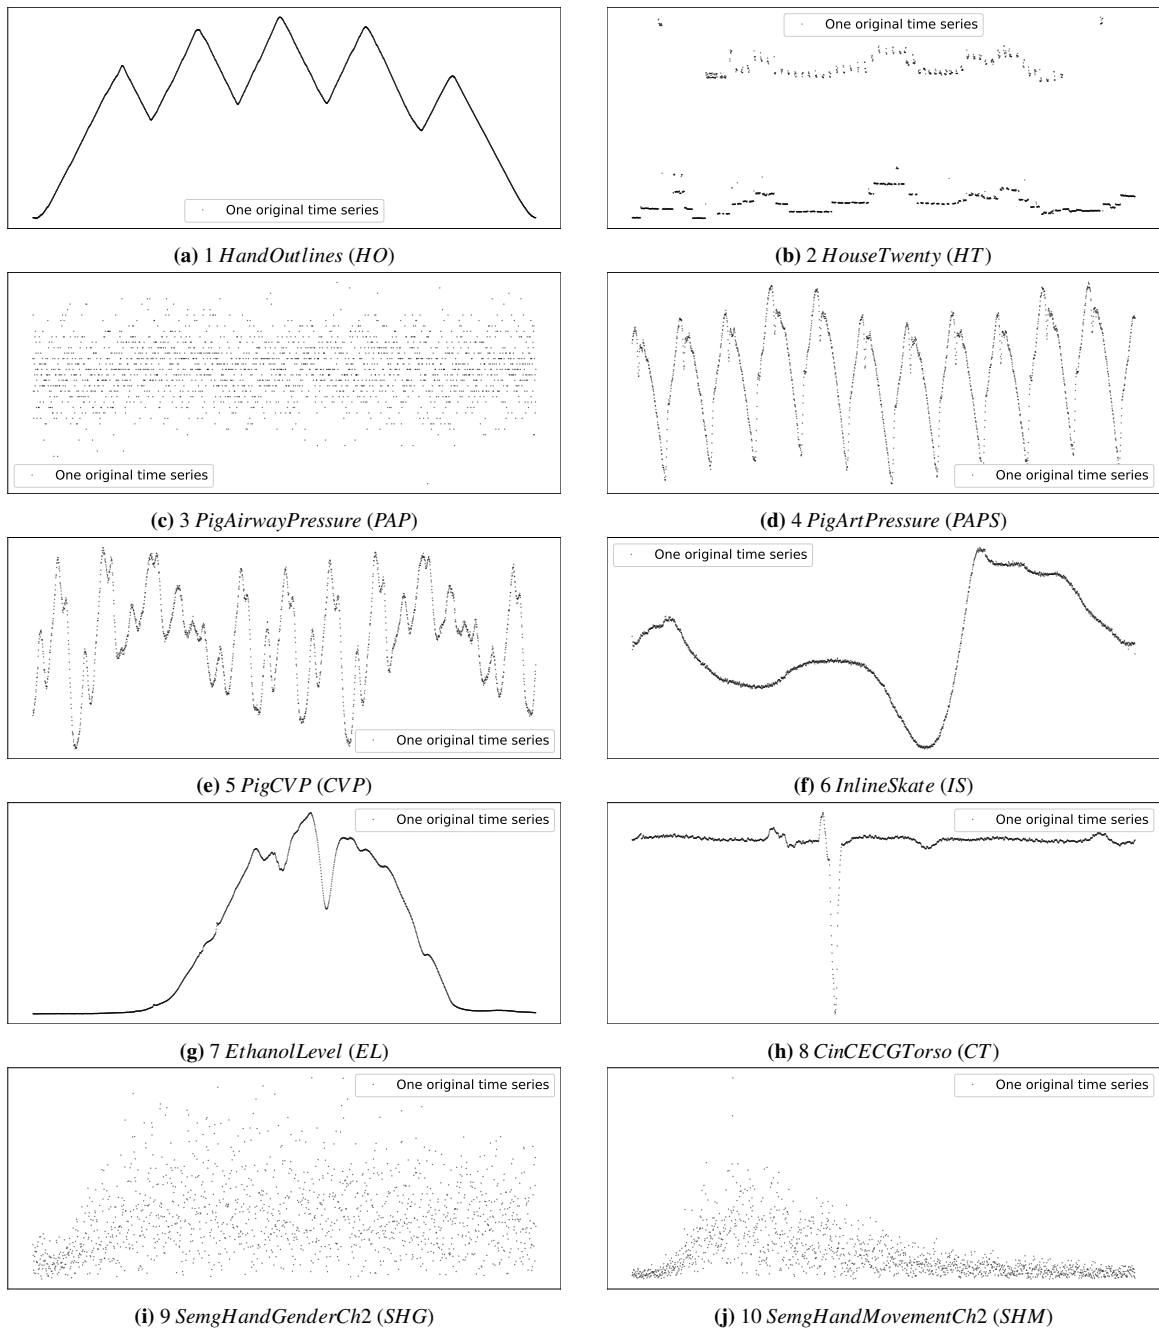 One original time series
One original time series
(a) 1 HandOutlines (HO)
(b) 2 HouseTwenty (HT)
One original time series
One original time series
(c) 3 PigAirwayPressure (PAP)
(d) 4 PigArtPressure (PAPS)
One original time series
One original time series
(e) 5 PigCVP (CVP)
(f) 6 InlineSkate (IS)
One original time series
One original time series
(g) 7 EthanolLevel (EL)
(h) 8 CinCECGTorso (CT)
One original time series
One original time series
(i) 9 SemgHandGenderCh2 (SHG)
(j) 10 SemgHandMovementCh2 (SHM)